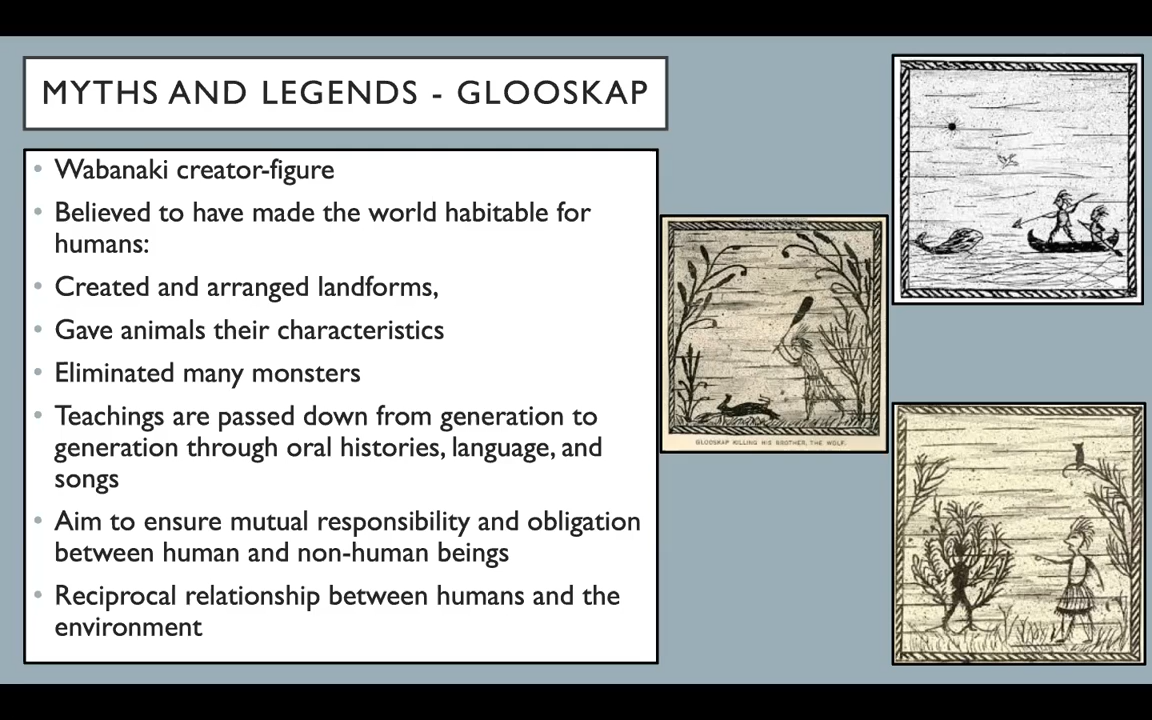 MYTHS AND LEGENDS - GLOOSKAP
• Wabanaki creator-figure
• Believed to have made the world habitable for
humans:
• Created and arranged landforms,
• Gave animals their characteristics
• Eliminated many monsters
• Teachings are passed down from generation to
generation through oral histories, language, and
songs
• Aim to ensure mutual responsibility and obligation
between human and non-human beings
• Reciprocal relationship between humans and the
environment
GLOOSKAP KILLING HIS BROTHER, THE WOLF.